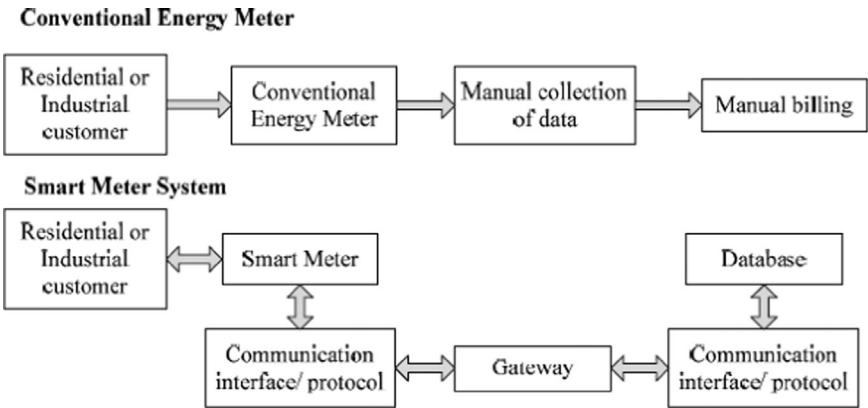 Conventional Energy Meter
Residential or
Industrial
customer
Conventional
Energy Meter
Manual collection
of data
Manual billing
Smart Meter System
Residential or
Industrial
customer
Smart Meter
Database
Communication
interface/ protocol
Gateway
Communication
interface/ protocol